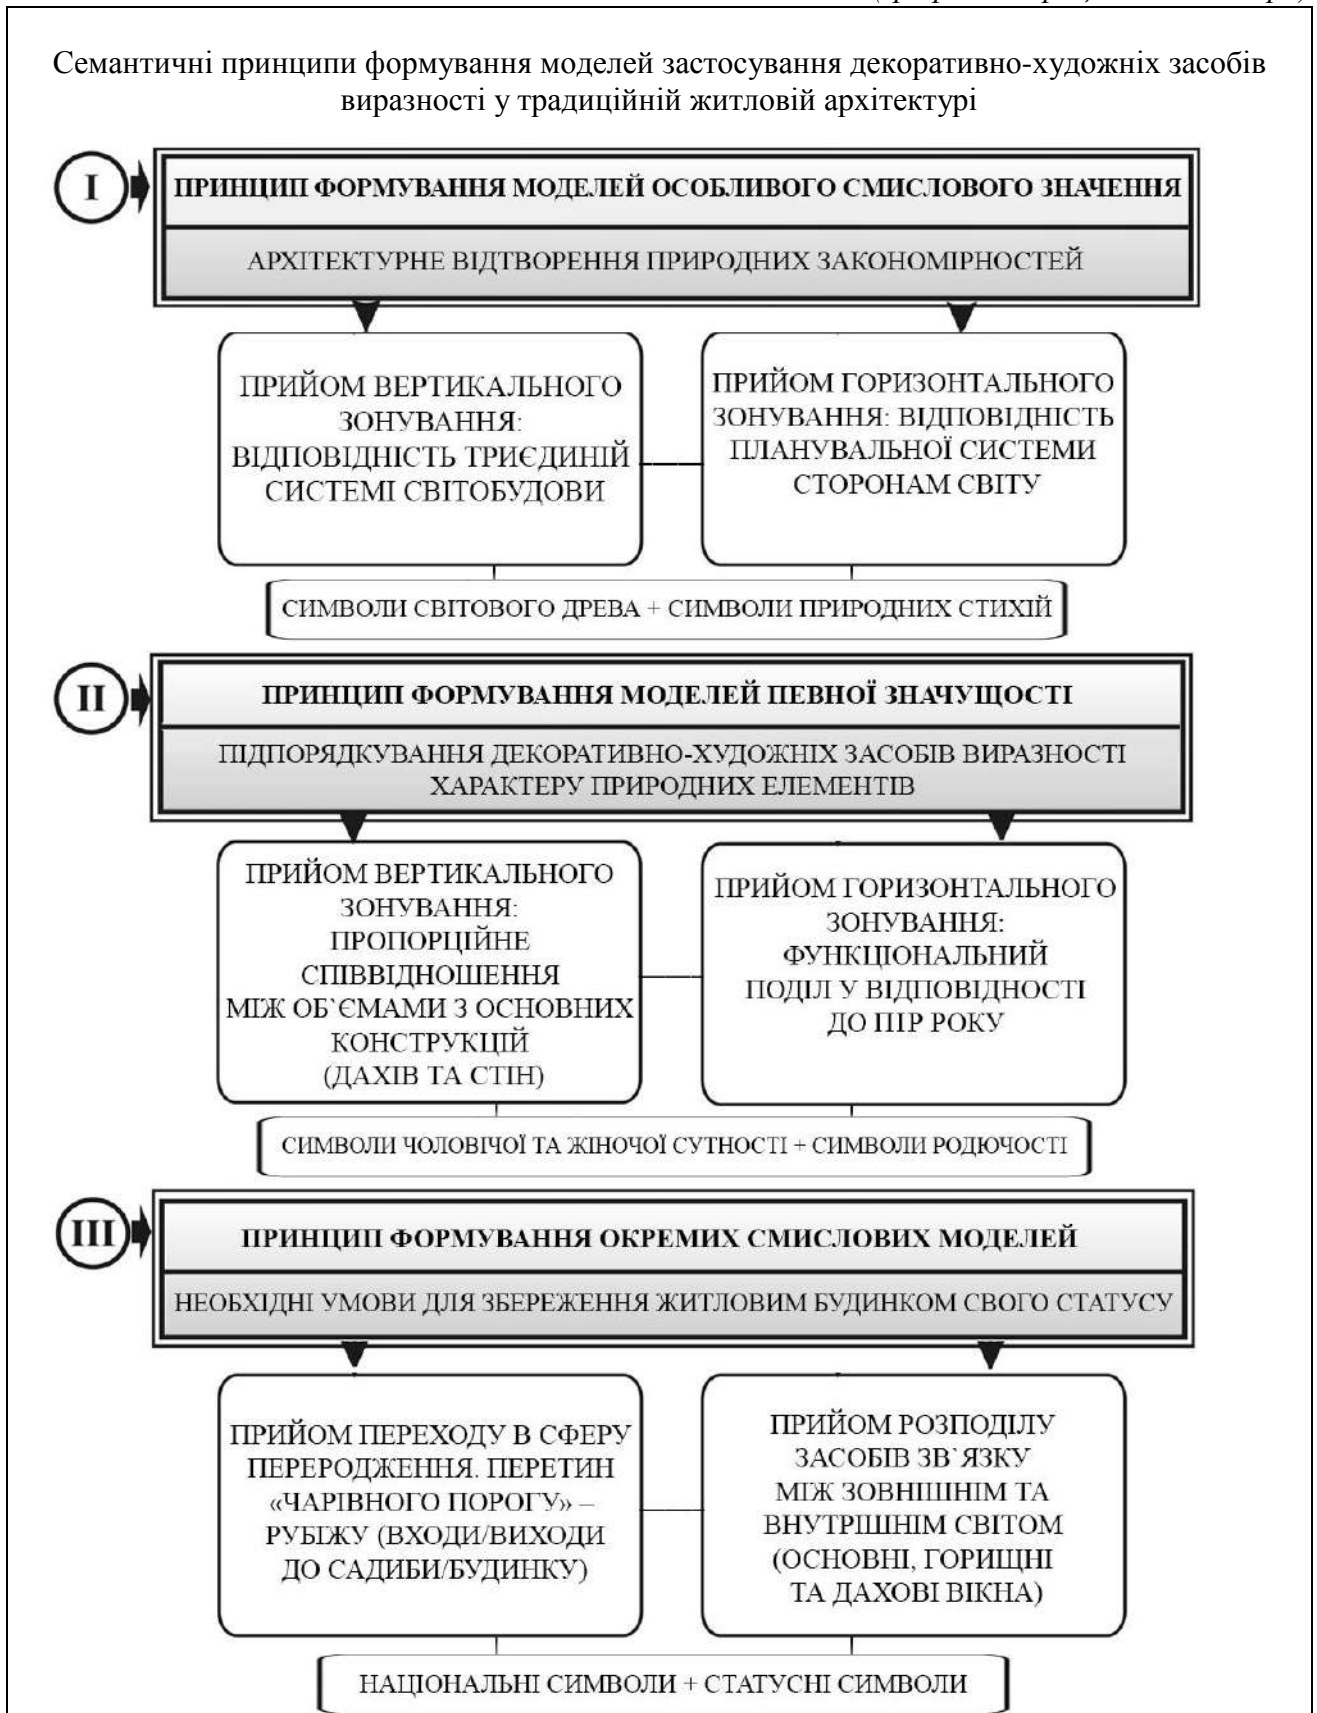 Семантичні принципи формування моделей застосування декоративно-художніх засобів
виразності у традиційній житловій архітектурі
I
ПРИНЦИП ФОРМУВАННЯ МОДЕЛЕЙ ОСОБЛИВОГО СМИСЛОВОГО ЗНАЧЕННЯ
АРХІТЕКТУРНЕ ВІДТВОРЕННЯ ПРИРОДНИХ ЗАКОНОМІРНОСТЕЙ
ПРИЙОМ ВЕРТИКАЛЬНОГО
ЗОНУВАННЯ:
ВІДПОВІДНІСТЬ ТРИЄДИНІЙ
СИСТЕМІ СВІТОБУДОВИ
ПРИЙОМ ГОРИЗОНТАЛЬНОГО
ЗОНУВАННЯ: ВІДПОВІДНІСТЬ
ПЛАНУВАЛЬНОЇ СИСТЕМИ
СТОРОНАМ СВІТУ
СИМВОЛИ СВІТОВОГО ДРЕВА + СИМВОЛИ ПРИРОДНИХ СТИХІЙ
II
ПРИНЦИП ФОРМУВАННЯ МОДЕЛЕЙ ПЕВНОЇ ЗНАЧУЩОСТІ
ПІДПОРЯДКУВАННЯ ДЕКОРАТИВНО-ХУДОЖНІХ ЗАСОБІВ ВИРАЗНОСТІ
ХАРАКТЕРУ ПРИРОДНИХ ЕЛЕМЕНТІВ
ПРИЙОМ ВЕРТИКАЛЬНОГО
ЗОНУВАННЯ:
ПРОПОРЦІЙНЕ
СПІВВІДНОШЕННЯ
МІЖ ОБ`ЄМАМИ З ОСНОВНИХ
КОНСТРУКЦІЙ
(ДАХІВ ТА СТІН)
ПРИЙОМ ГОРИЗОНТАЛЬНОГО
ЗОНУВАННЯ:
ФУНКЦІОНАЛЬНИЙ
ПОДІЛ У ВІДПОВІДНОСТІ
ДО ПІР РОКУ
СИМВОЛИ ЧОЛОВІЧОЇ ТА ЖІНОЧОЇ СУТНОСТІ + СИМВОЛИ РОДЮЧОСТІ
III
ПРИНЦИП ФОРМУВАННЯ ОКРЕМИХ СМИСЛОВИХ МОДЕЛЕЙ
НЕОБХІДНІ УМОВИ ДЛЯ ЗБЕРЕЖЕННЯ ЖИТЛОВИМ БУДИНКОМ СВОГО СТАТУСУ
ПРИЙОМ ПЕРЕХОДУ В СФЕРУ
ПЕРЕРОДЖЕННЯ. ПЕРЕТИН
«ЧАРІВНОГО ПОРОГУ» –
РУБІЖУ (ВХОДИ/ВИХОДИ
ДО САДИБИ/БУДИНКУ)
ПРИЙОМ РОЗПОДІЛУ
ЗАСОБІВ ЗВ`ЯЗКУ
МІЖ ЗОВНІШНІМ ТА
ВНУТРІШНІМ СВІТОМ
(ОСНОВНІ, ГОРИЩНІ
ТА ДАХОВІ ВІКНА)
НАЦІОНАЛЬНІ СИМВОЛИ + СТАТУСНІ СИМВОЛИ